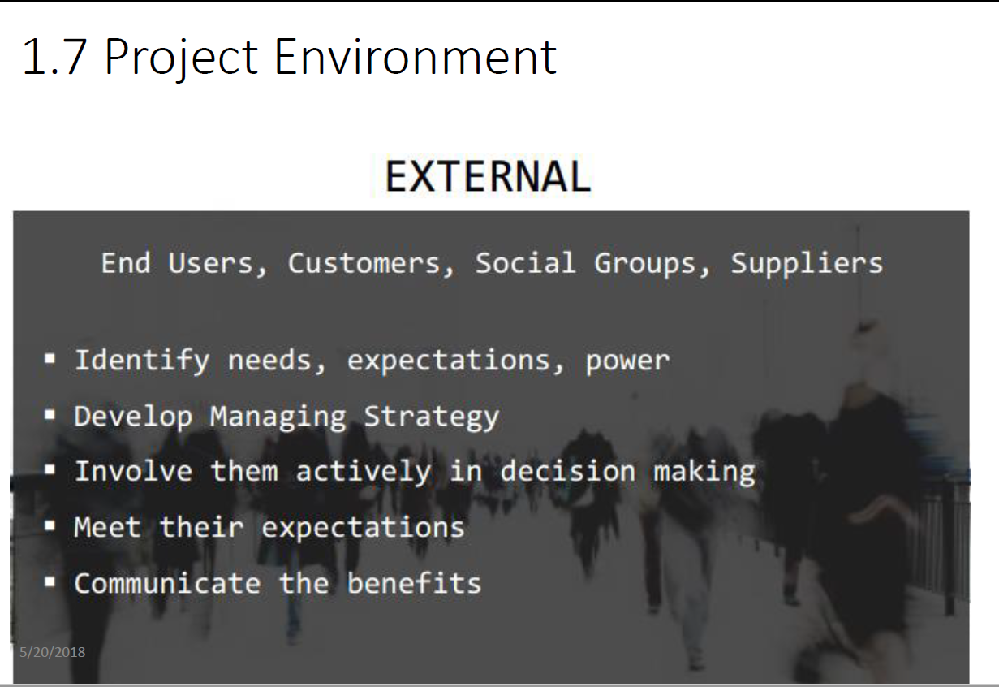 1.7 Project Environment
EXTERNAL
End Users, Customers, Social Groups, Suppliers
▪ Identify needs, expectations, power
▪ Develop Managing Strategy
▪ Involve them actively in decision making
▪ Meet their expectations
▪ Communicate the benefits
5/20/2018